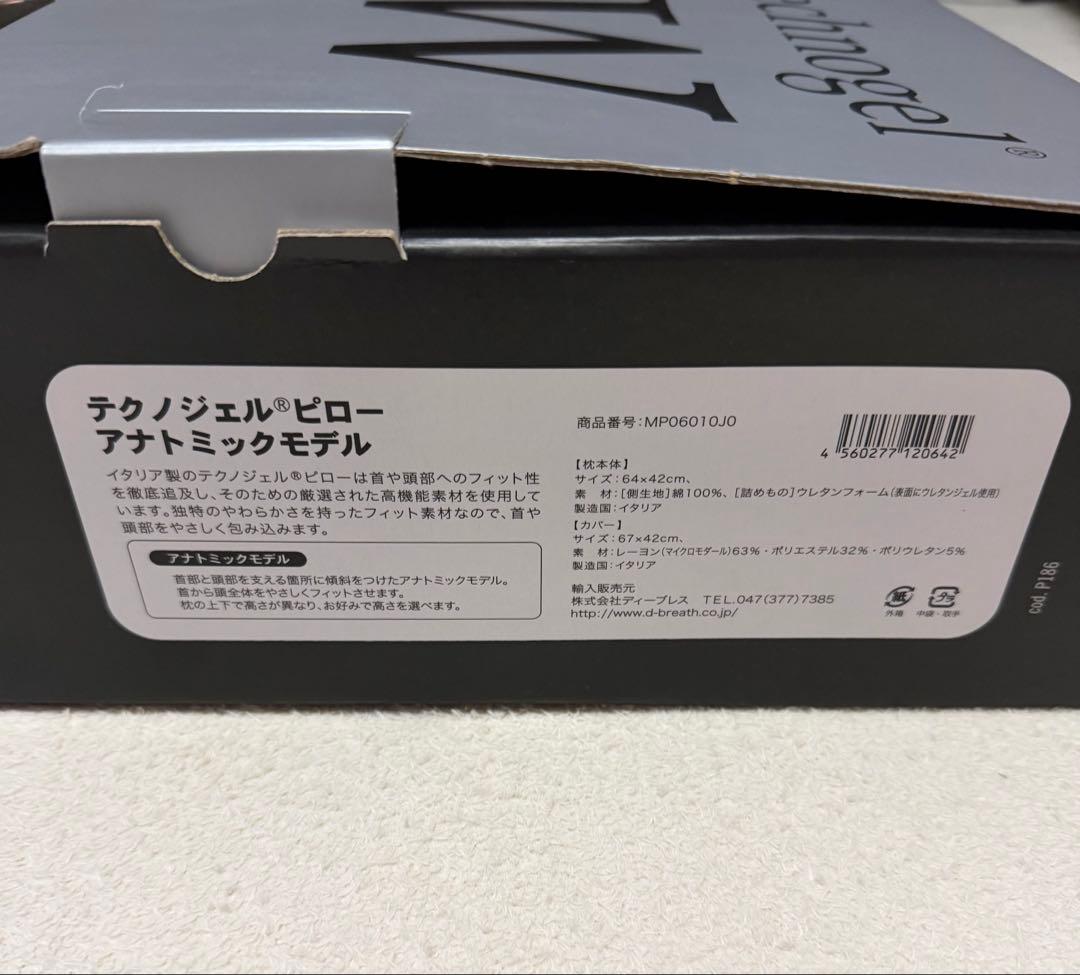 technogel®
テクノジェル®ピロー
アナトミックモデル
イタリア製のテクノジェル®ピローは首や頭部へのフィット性
を徹底追及し、そのための厳選された高機能素材を使用して
います。独特のやわらかさを持ったフィット素材なので、首や
頭部をやさしく包み込みます。
アナトミックモデル
首部と頭部を支える箇所に傾斜をつけたアナトミックモデル。
首から頭全体をやさしくフィットさせます。
枕の上下で高さが異なり、お好みで高さを選べます。
商品番号:MP06010J0
4 560277 120642
【枕本体】
サイズ:64×42cm、
素 材:[側生地]綿100%、[詰めもの]ウレタンフォーム(表面にウレタンジェル使用)
製造国:イタリア
【カバー】
サイズ:67×42cm、
素 材:レーヨン(マイクロモダール)63%・ポリエステル32%・ポリウレタン5%
製造国:イタリア
輸入販売元
株式会社ディーブレス TEL.047(377)7385
http://www.d-breath.co.jp/
紙
外箱
プラ
中袋・取手
cod. P186